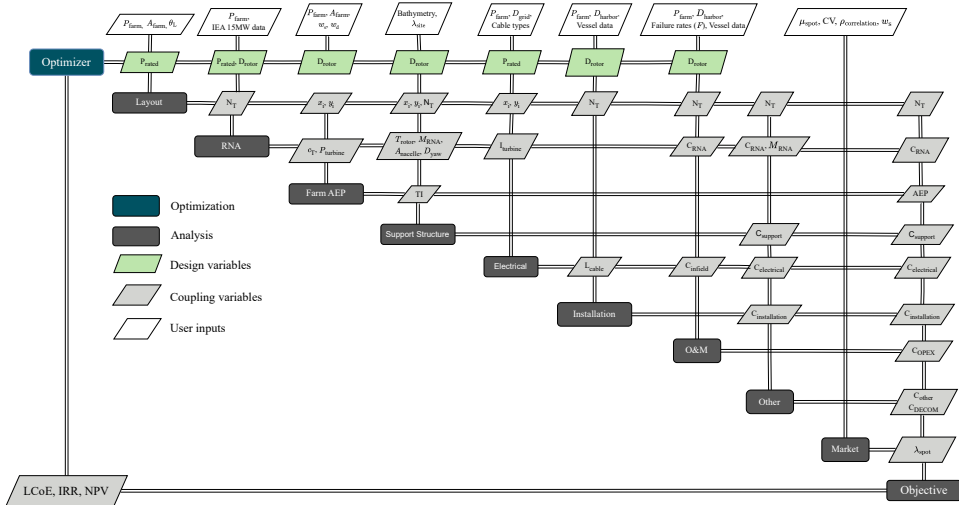 P_farm, A_farm, θ_L
P_farm,
IEA 15MW data
P_farm, A_farm,
Bathymetry,
λ_site
P_farm, D_grid,
Cable types
P_farm, D_harbor,
Vessel data
P_farm, D_harbor,
Failure rates (F), Vessel data
μ_spot, CV, ρ_correlation, w_s
Optimizer
P_rated
P_rated, D_rotor
D_rotor
D_rotor
P_rated
D_rotor
D_rotor
Layout
N_T
x_i, y_i
x_i, y_i, N_T
x_i, y_i
N_T
N_T
N_T
N_T
RNA
c_T, P_turbine
T_rotor, M_RNA,
A_nacelle, D_yaw
I_turbine
C_RNA
C_RNA, M_RNA
C_RNA
Farm AEP
TI
AEP
Support Structure
C_support
C_support
Electrical
L_cable
C_infield
C_electrical
C_electrical
Installation
C_installation
C_installation
O&M
C_OPEX
Other
C_other
C_DECOM
Market
λ_spot
LCoE, IRR, NPV
Objective
Optimization
Analysis
Design variables
Coupling variables
User inputs